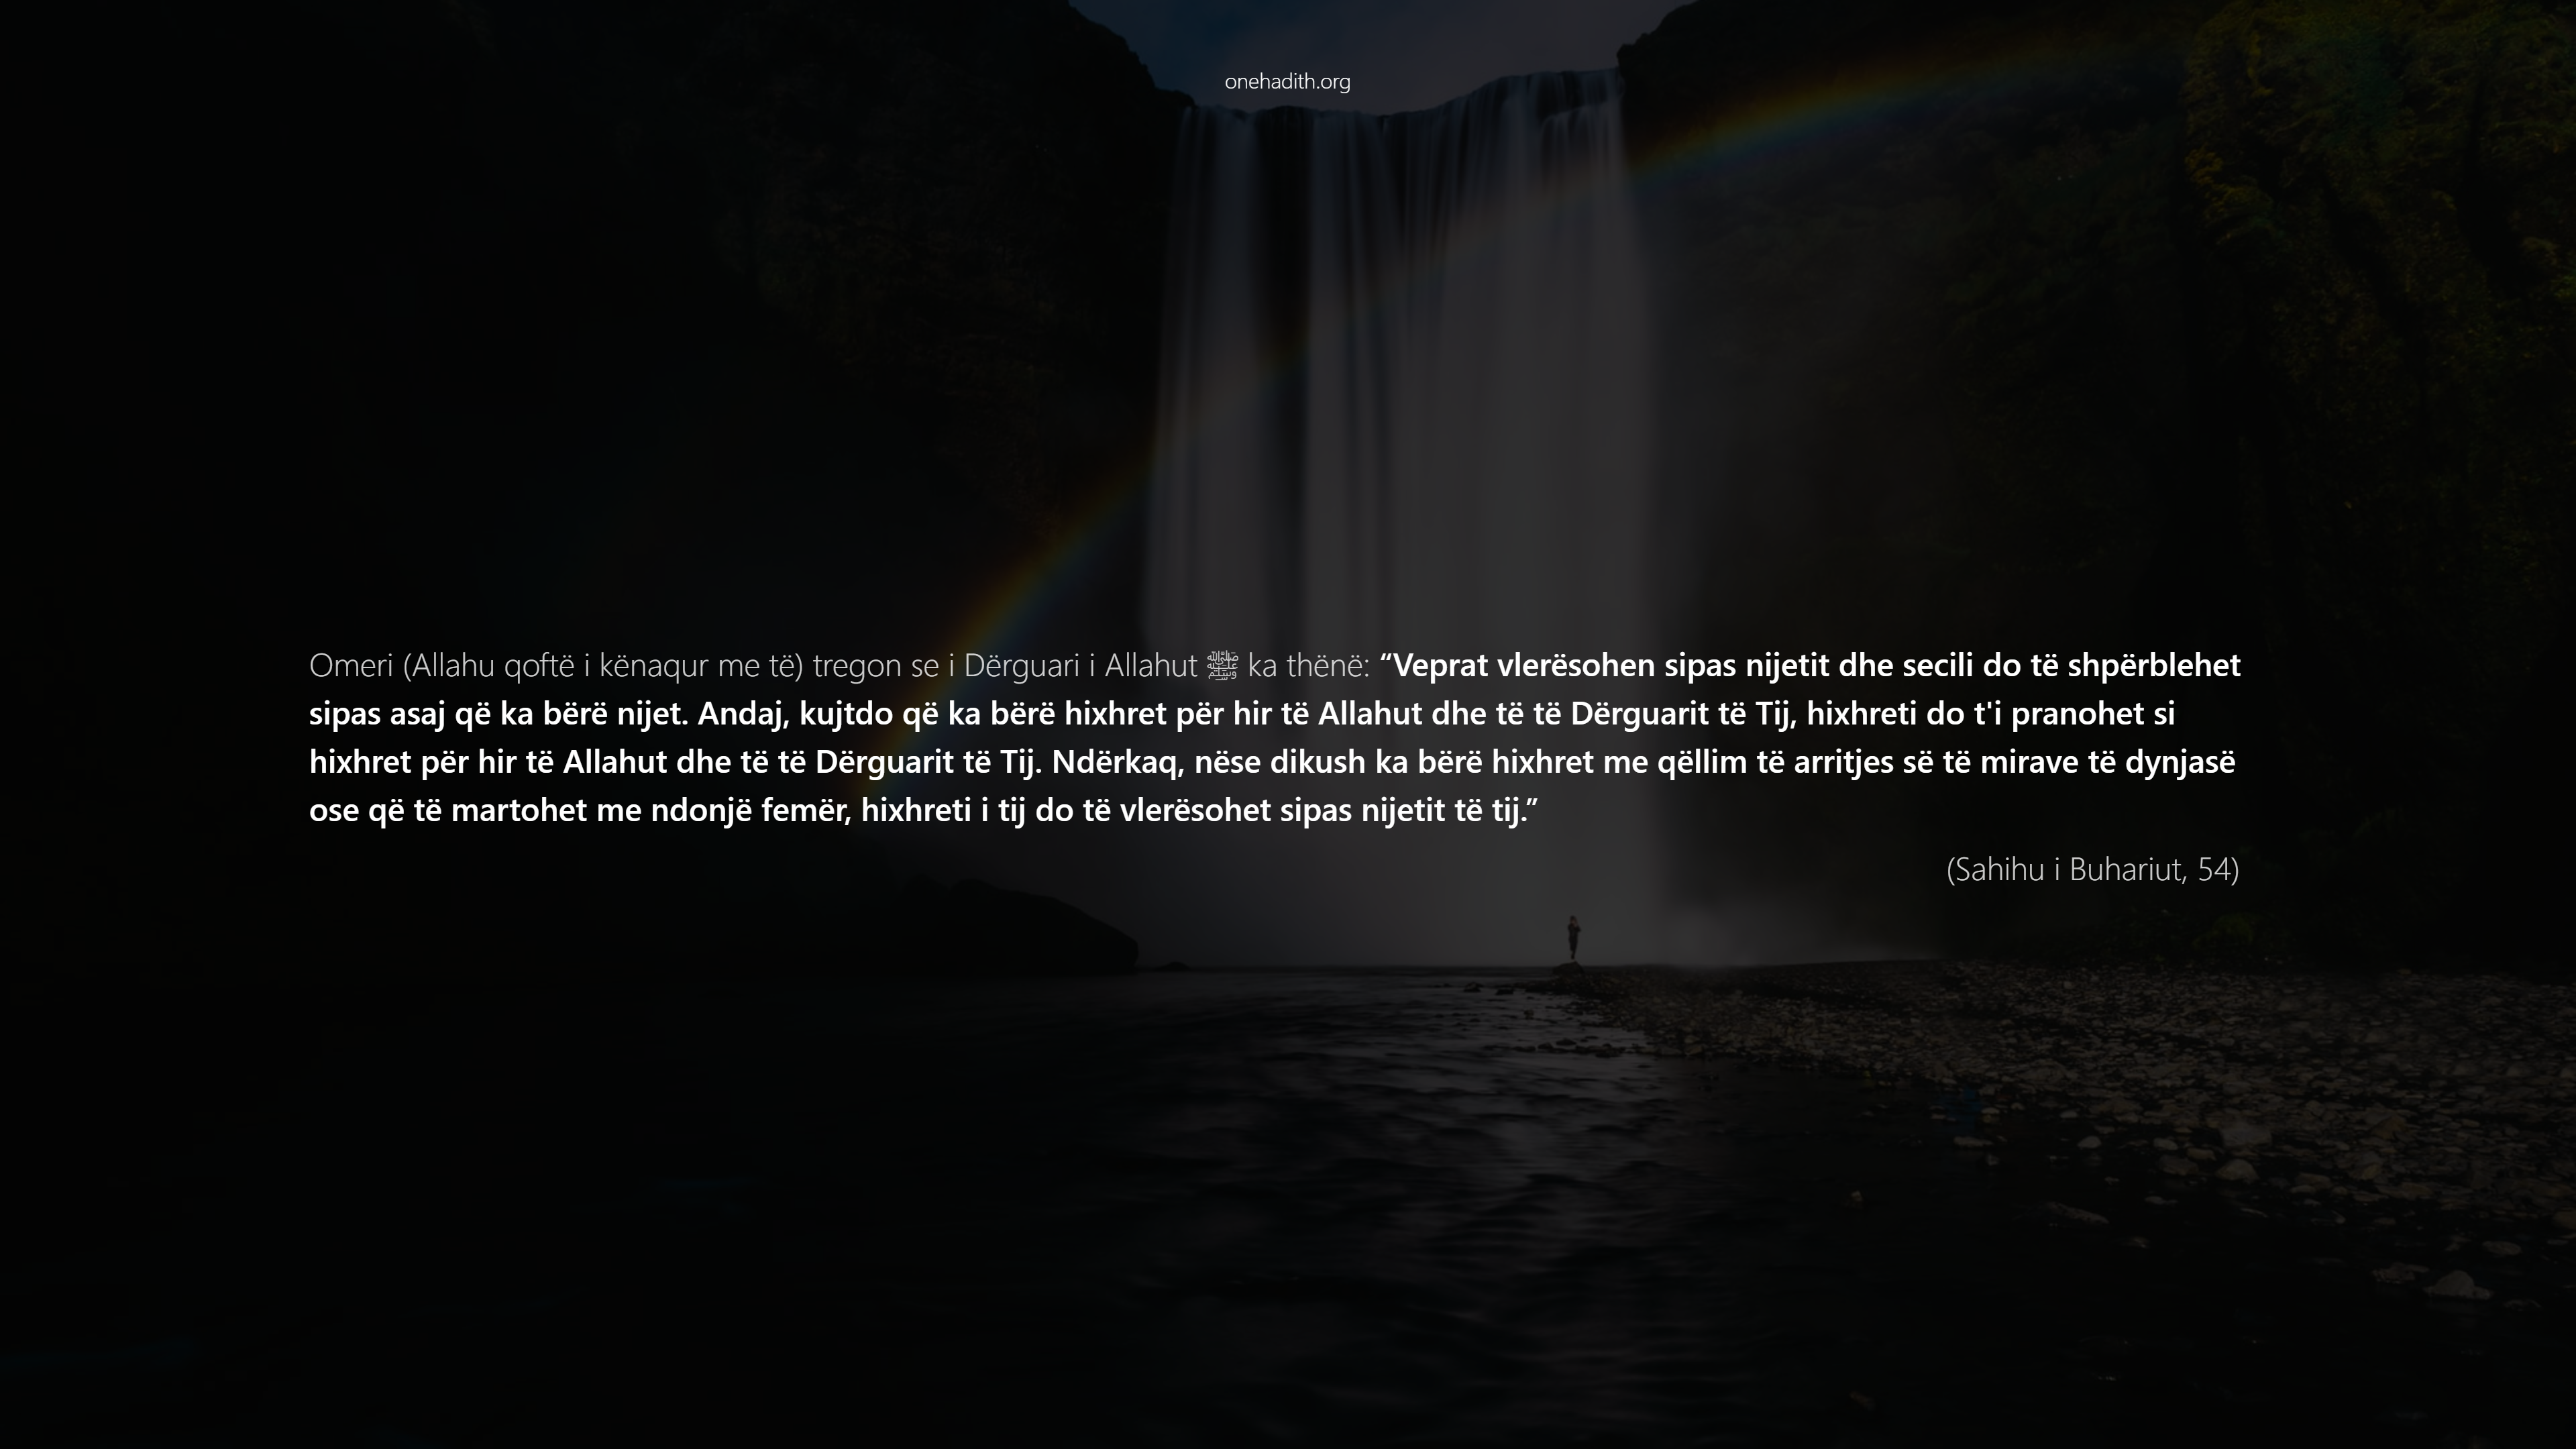 onehadith.org
Omeri (Allahu qoftë i kënaqur me të) tregon se i Dërguari i Allahut ﷺ ka thënë: “Veprat vlerësohen sipas nijetit dhe secili do të shpërblehet
sipas asaj që ka bërë nijet. Andaj, kujtdo që ka bërë hixhret për hir të Allahut dhe të të Dërguarit të Tij, hixhreti do t'i pranohet si
hixhret për hir të Allahut dhe të të Dërguarit të Tij. Ndërkaq, nëse dikush ka bërë hixhret me qëllim të arritjes së të mirave të dynjasë
ose që të martohet me ndonjë femër, hixhreti i tij do të vlerësohet sipas nijetit të tij.”
(Sahihu i Buhariut, 54)